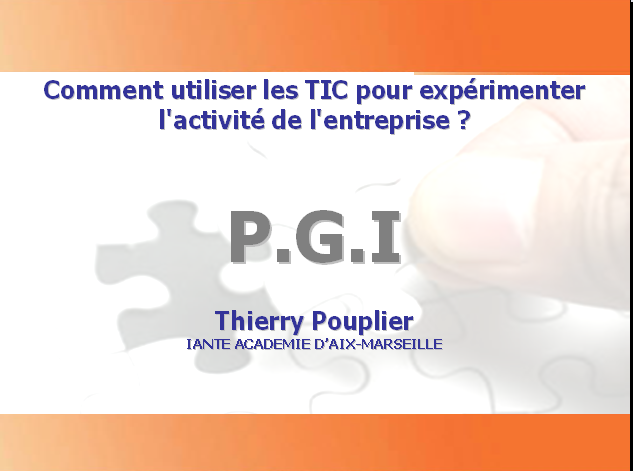 Comment utiliser les TIC pour expérimenter
l'activité de l'entreprise ?
P.G.I
Thierry Pouplier
IANTE ACADEMIE D'AIX-MARSEILLE